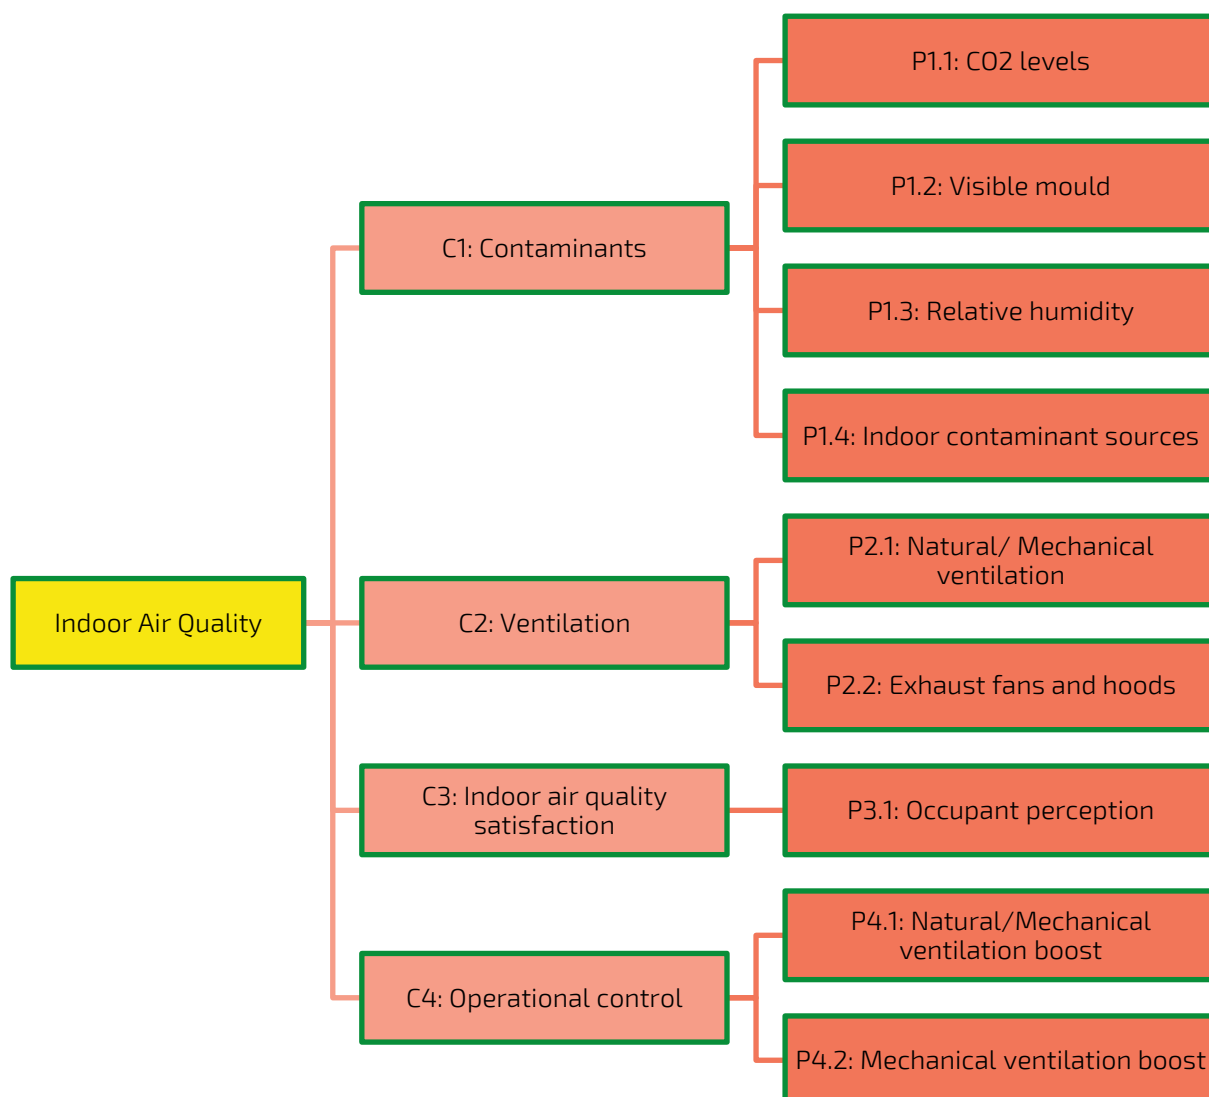 P1.1: CO2 levels
P1.2: Visible mould
C1: Contaminants
P1.3: Relative humidity
P1.4: Indoor contaminant sources
P2.1: Natural/ Mechanical
ventilation
Indoor Air Quality
C2: Ventilation
P2.2: Exhaust fans and hoods
C3: Indoor air quality
satisfaction
P3.1: Occupant perception
P4.1: Natural/Mechanical
ventilation boost
C4: Operational control
P4.2: Mechanical ventilation boost